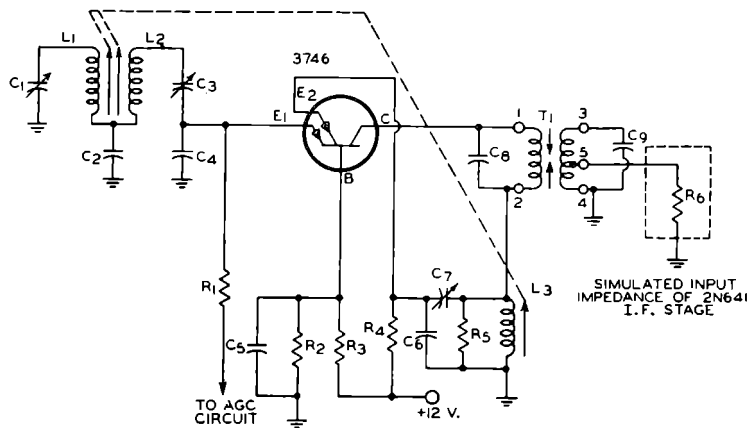 L1
L2
C1
C2
C3
C4
3746
E2
E1
C
B
1
T1
3
C8
5
C9
2
4
R6
SIMULATED INPUT
IMPEDANCE OF 2N641
I.F. STAGE
R1
C5
R2
R3
R4
C7
C6
R5
L3
TO AGC
CIRCUIT
+12 V.